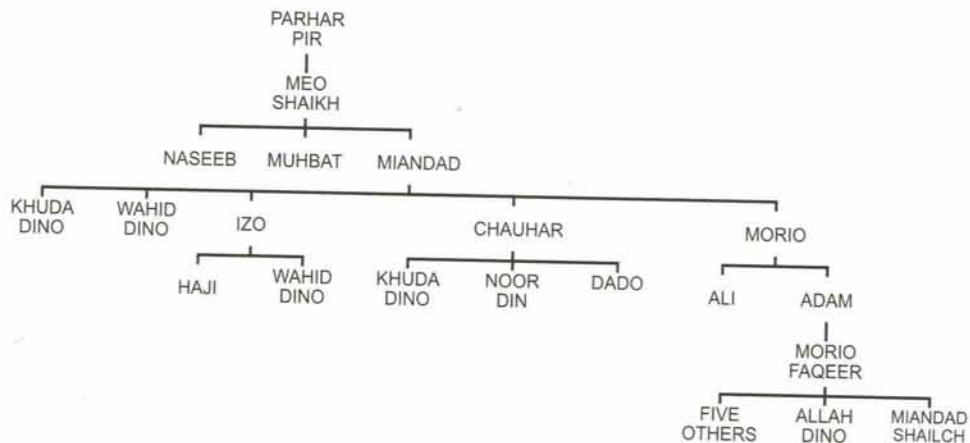 PARHAR
PIR
MEO
SHAIKH
NASEEB MUHBAT MIANDAD
KHUDA
DINO
WAHID
DINO
IZO
CHAUHAR
MORIO
HAJI
WAHID
DINO
KHUDA
DINO
NOOR
DIN
DADO
ALI
ADAM
MORIO
FAQEER
FIVE
OTHERS
ALLAH
DINO
MIANDAD
SHAILCH